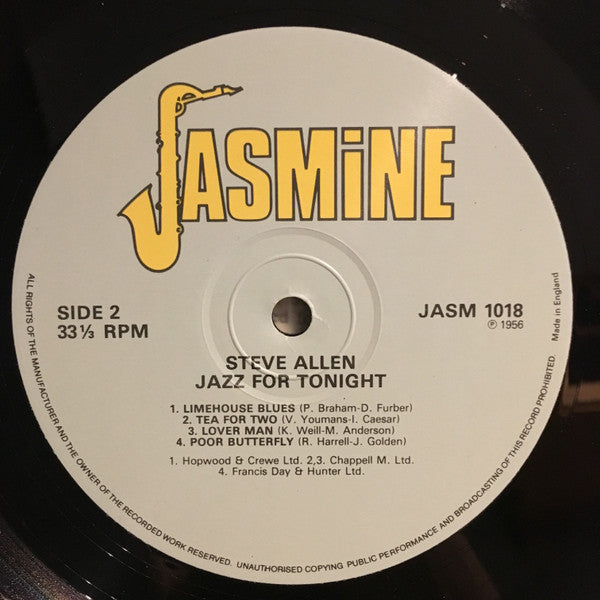 JASMiNE
SIDE 2
33⅓ RPM
JASM 1018
℗ 1956
STEVE ALLEN
JAZZ FOR TONIGHT
1. LIMEHOUSE BLUES (P. Braham-D. Furber)
2. TEA FOR TWO (V. Youmans-I. Caesar)
3. LOVER MAN (K. Weill-M. Anderson)
4. POOR BUTTERFLY (R. Harrell-J. Golden)
1. Hopwood & Crewe Ltd. 2,3. Chappell M. Ltd.
4. Francis Day & Hunter Ltd.
ALL RIGHTS OF THE MANUFACTURER AND THE OWNER OF THE RECORDED WORK RESERVED. UNAUTHORISED COPYING PUBLIC PERFORMANCE AND BROADCASTING OF THIS RECORD PROHIBITED.
Made in England